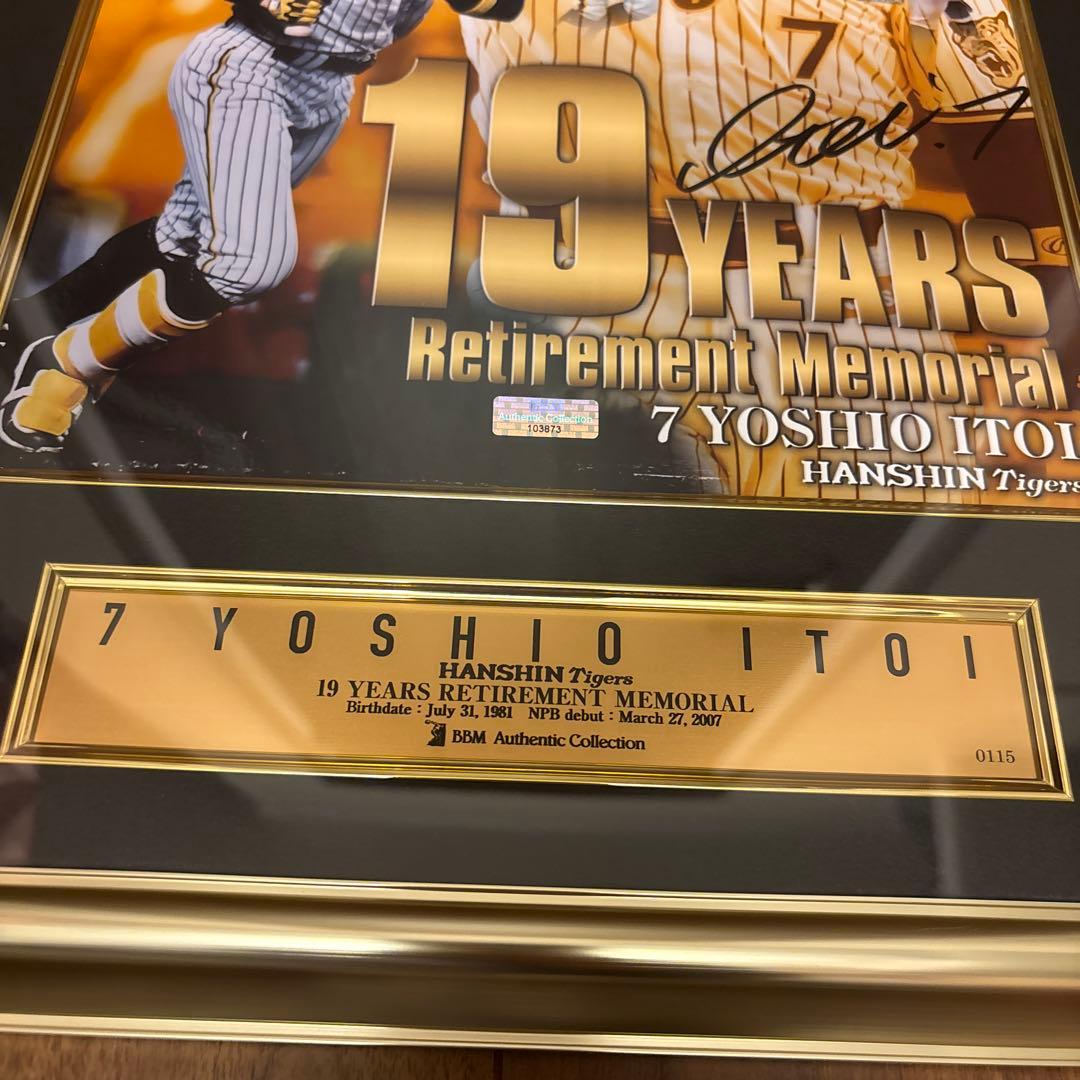 7
19 YEARS
Retirement Memorial
Authentic Collection
103873
7 YOSHIO ITOI
HANSHIN Tigers
7 YOSHIO ITOI
HANSHIN Tigers
19 YEARS RETIREMENT MEMORIAL
Birthdate : July 31, 1981 NPB debut : March 27, 2007
BBM Authentic Collection
0115